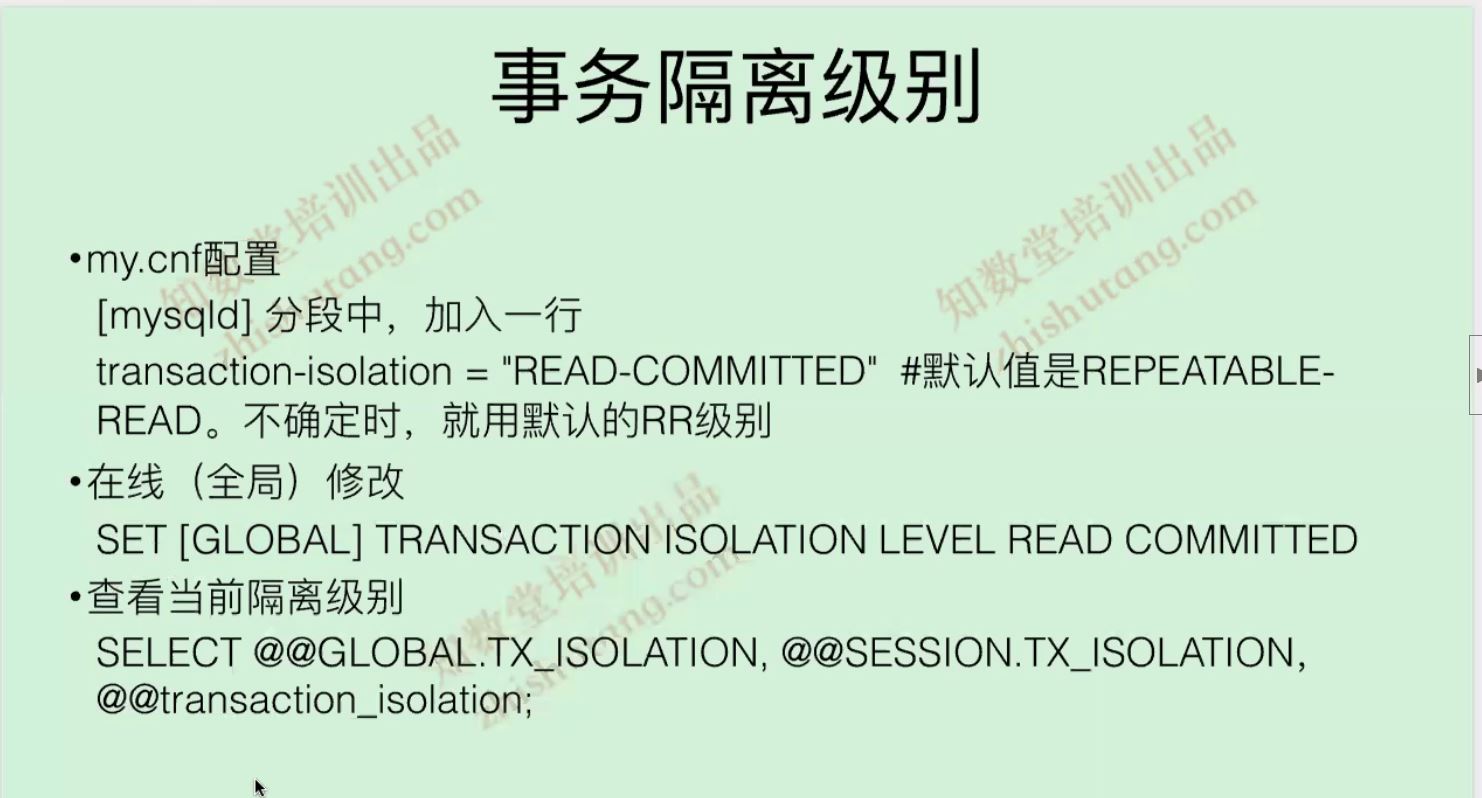 事务隔离级别
•my.cnf配置
[mysqld] 分段中，加入一行
transaction-isolation = "READ-COMMITTED" #默认值是REPEATABLE-
READ。不确定时，就用默认的RR级别
•在线（全局）修改
SET [GLOBAL] TRANSACTION ISOLATION LEVEL READ COMMITTED
•查看当前隔离级别
SELECT @@GLOBAL.TX_ISOLATION, @@SESSION.TX_ISOLATION,
@@transaction_isolation;
知数堂培训出品
zhishutang.com
知数堂培训出品
zhishutang.com
知数堂培训出品
zhishutang.com